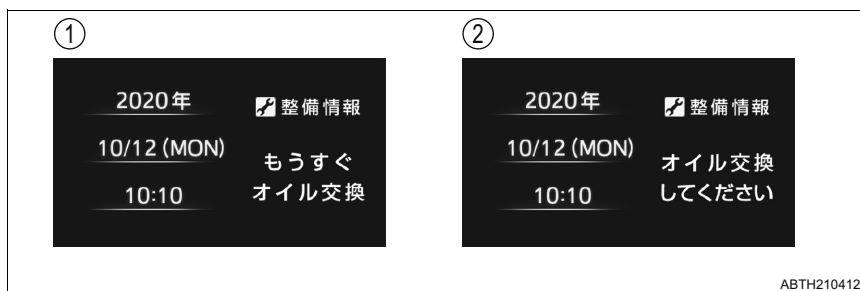 ①
2020年
10/12(MON)
10:10
整備情報
もうすぐ
オイル交換
②
2020年
10/12(MON)
10:10
整備情報
オイル交換
してください
ABTH210412